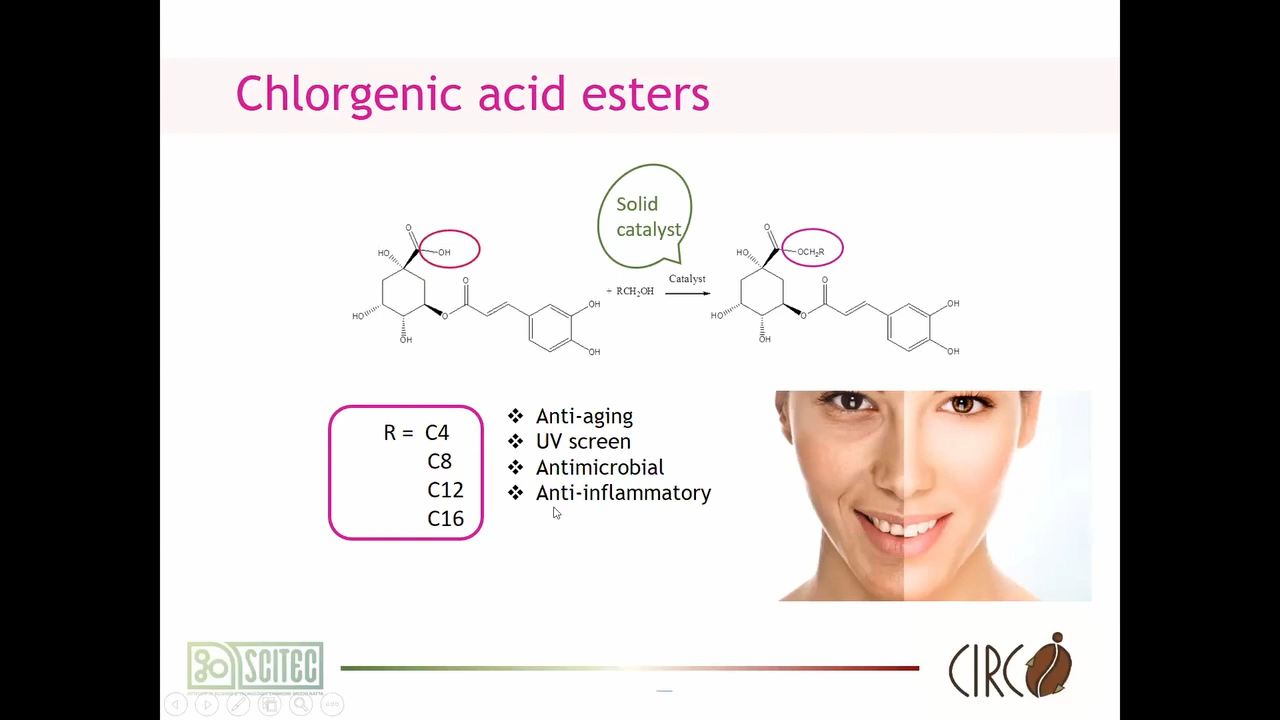 Chlorgenic acid esters
Solid
catalyst
O
HO
OH
HO
OH
O
O
OH
OH
+ RCH₂OH
Catalyst
O
HO
OCH₂R
HO
OH
O
O
OH
OH
R = C4
C8
C12
C16
❖ Anti-aging
❖ UV screen
❖ Antimicrobial
❖ Anti-inflammatory
SCITEC
CIRCO